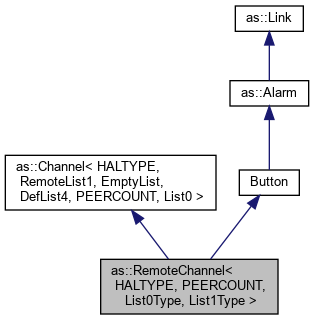 as::Link
as::Alarm
as::Channel< HALTYPE,
RemoteList1, EmptyList,
DefList4, PEERCOUNT, List0 >
Button
as::RemoteChannel<
HALTYPE, PEERCOUNT,
List0Type, List1Type >